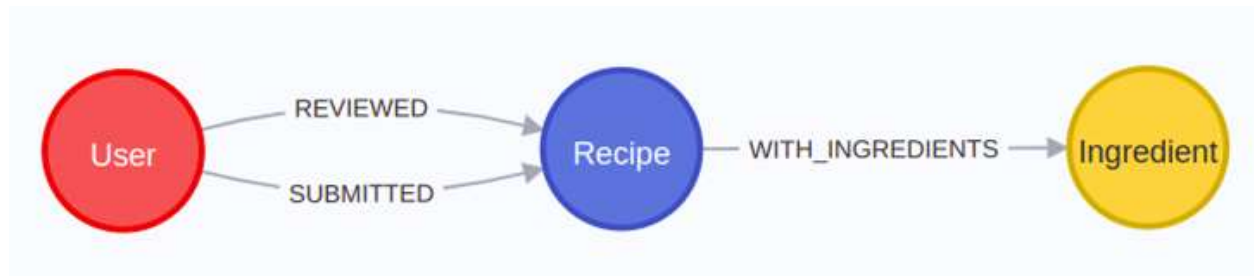 User
REVIEWED
SUBMITTED
Recipe
WITH_INGREDIENTS
Ingredient